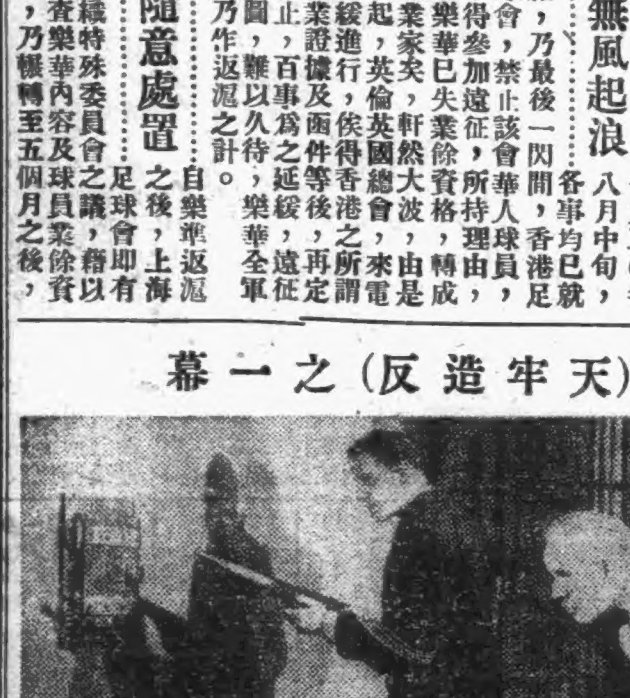 無風起浪
八月中旬，
各事均已就
，乃最後一閃間，香港足
會，禁止該會華人球員，
得參加遠征，所持理由，
樂華已失業餘資格，轉成
業家矣，軒然大波，由是
起，英倫英國總會，來電
緩進行，俟得香港之所謂
業證據及函件等後，再定
止，百事爲之延緩，遠征
圖，難以久待，樂華全軍
乃作返滬之計。
隨意處置
自樂準返滬
之後，上海
足球會即有
織特殊委員會之議，藉以
查樂華內容及球員業餘資
，乃輾轉至五個月之後，
（天牢造反）之一幕